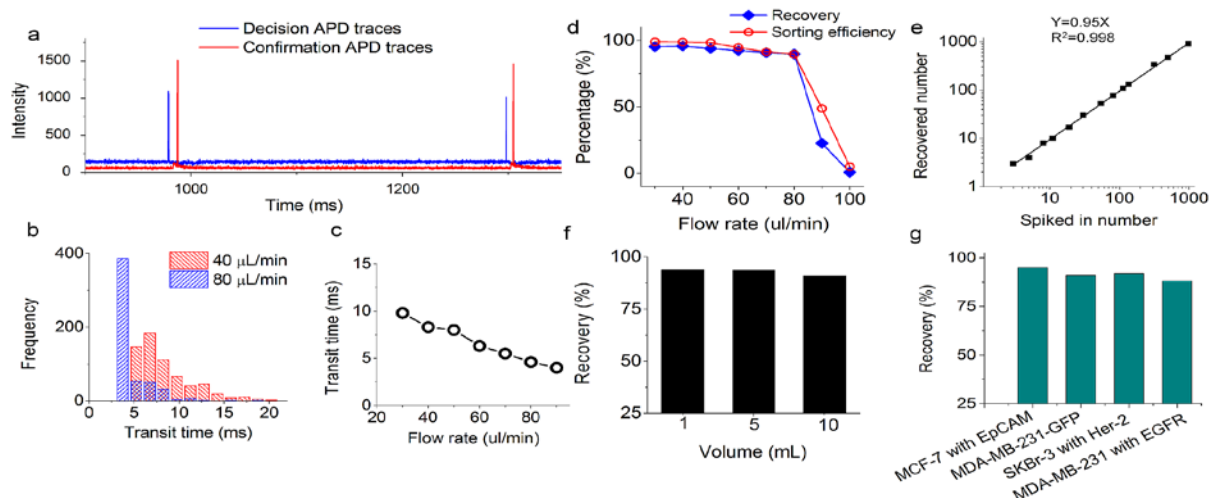 a
Decision APD traces
Confirmation APD traces
1500
1000
500
0
Intensity
1000
1200
Time (ms)
b
40 μL/min
80 μL/min
400
200
0
Frequency
0
5
10
15
20
Transit time (ms)
c
15
10
5
0
Transit time (ms)
20
40
60
80
Flow rate (ul/min)
d
Recovery
Sorting efficiency
100
50
0
Percentage (%)
40
60
80
100
Flow rate (ul/min)
e
Y=0.95X
R²=0.998
1000
100
10
1
Recovered number
10
100
1000
Spiked in number
f
100
75
50
25
Recovery (%)
1
5
10
Volume (mL)
g
100
75
50
25
Recovery (%)
MCF-7 with EpCAM
MDA-MB-231-GFP
SKBr-3 with Her-2
MDA-MB-231 with EGFR